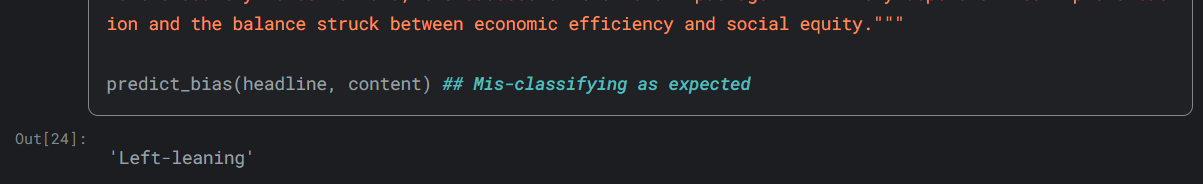 ion and the balance struck between economic efficiency and social equity."""
predict_bias(headline, content) ## Mis-classifying as expected
Out[24]:
'Left-leaning'